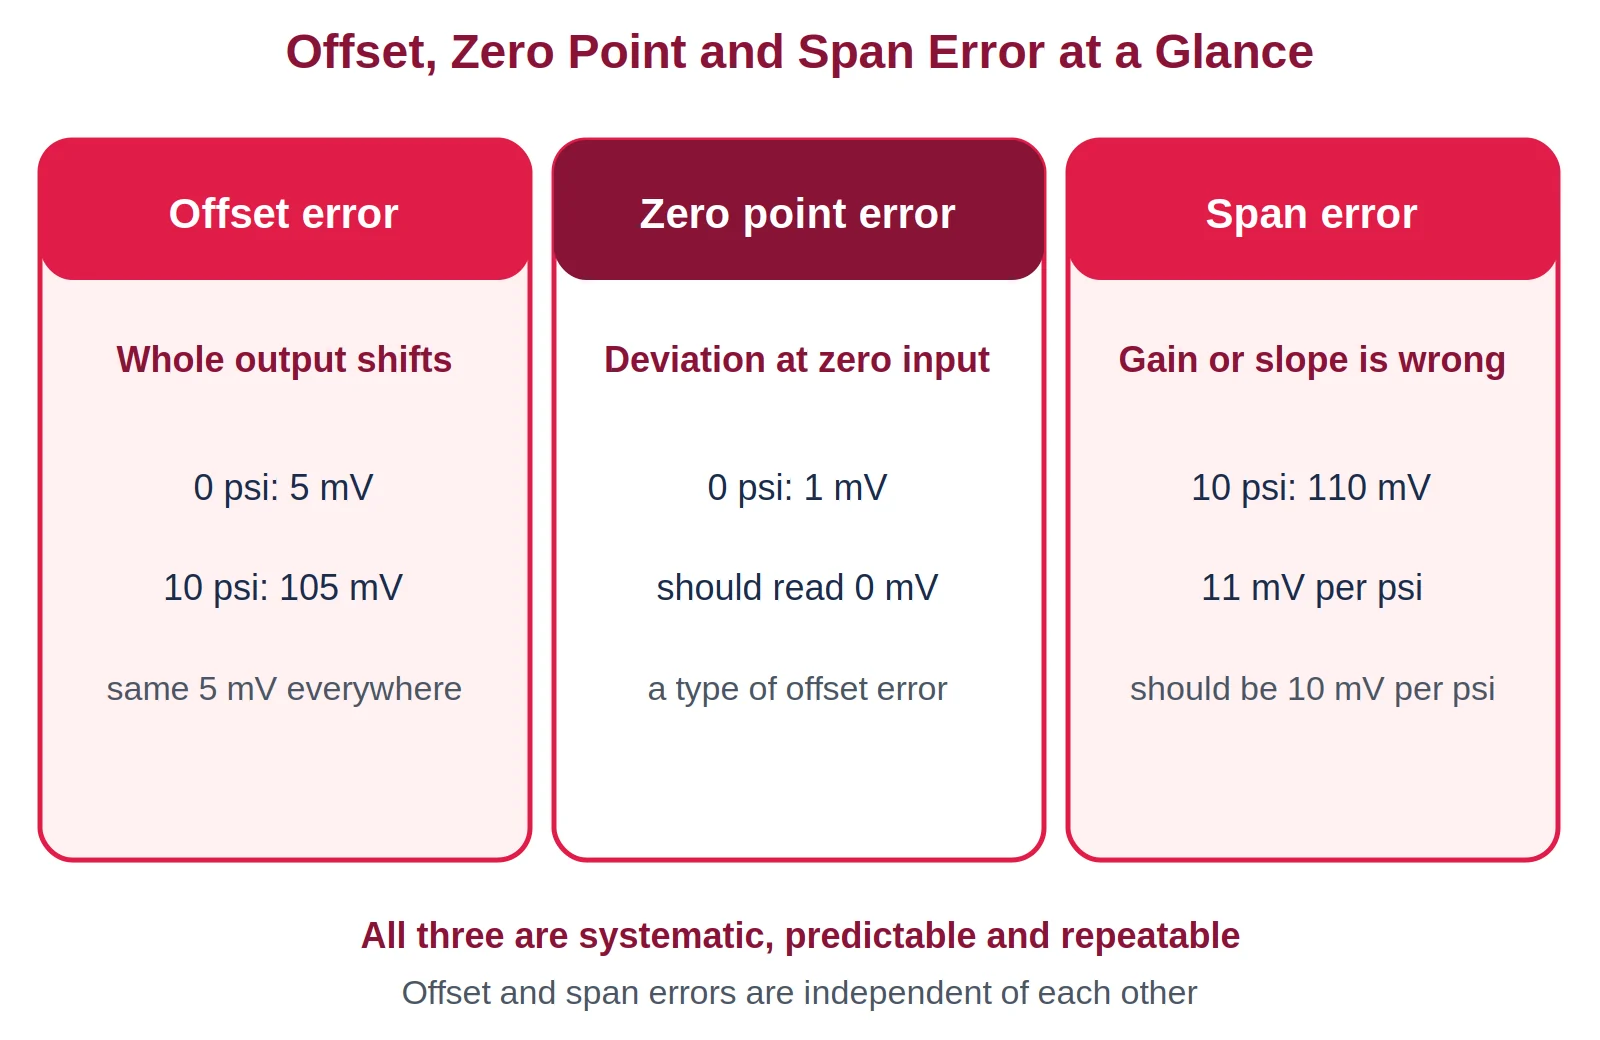 Offset, Zero Point and Span Error at a Glance
Offset error
Whole output shifts
0 psi: 5 mV
10 psi: 105 mV
same 5 mV everywhere
Zero point error
Deviation at zero input
0 psi: 1 mV
should read 0 mV
a type of offset error
Span error
Gain or slope is wrong
10 psi: 110 mV
11 mV per psi
should be 10 mV per psi
All three are systematic, predictable and repeatable
Offset and span errors are independent of each other